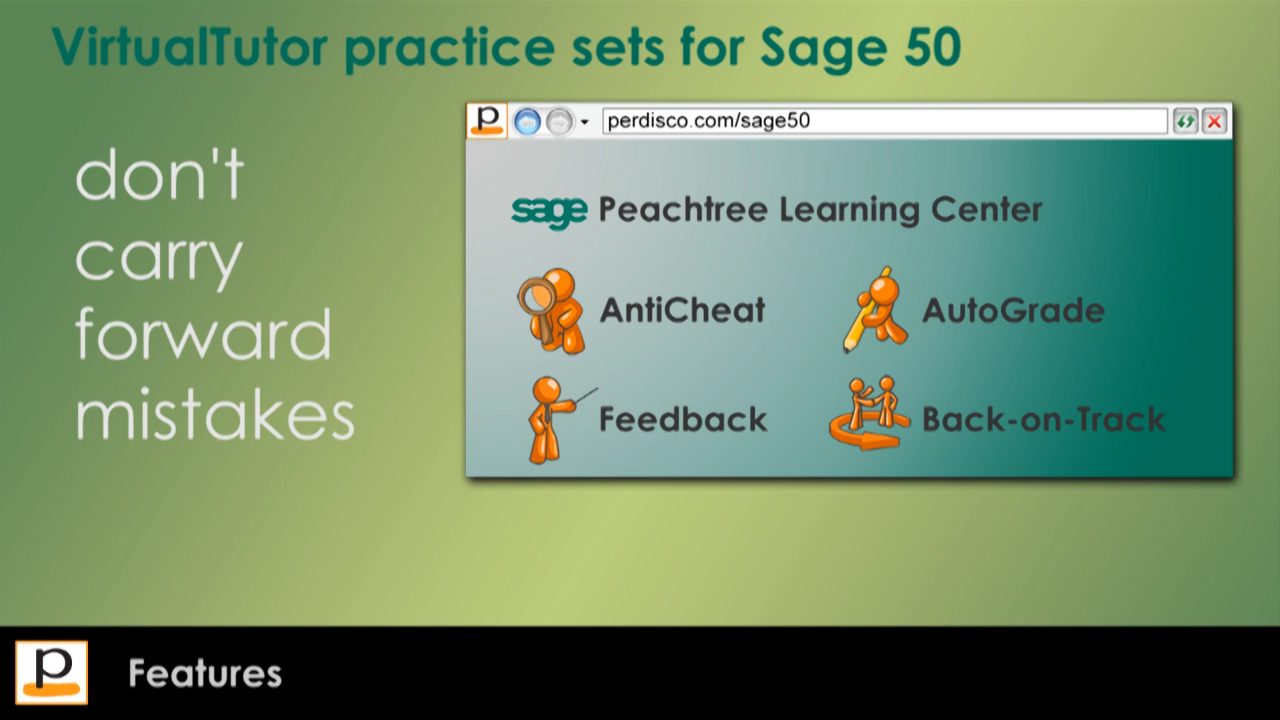 VirtualTutor practice sets for Sage 50
don't
carry
forward
mistakes
p
perdisco.com/sage50
sage Peachtree Learning Center
AntiCheat
AutoGrade
Feedback
Back-on-Track
p
Features